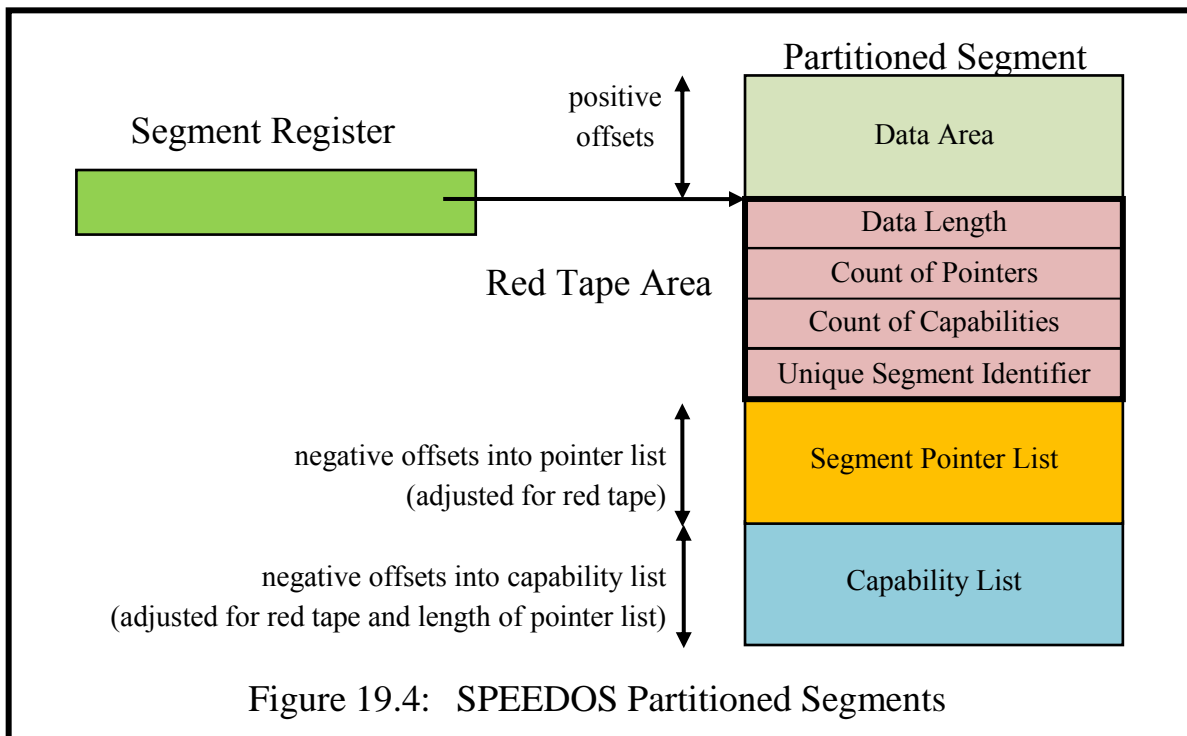 Partitioned Segment
positive
offsets
Segment Register
Data Area
Data Length
Red Tape Area
Count of Pointers
Count of Capabilities
Unique Segment Identifier
negative offsets into pointer list
(adjusted for red tape)
Segment Pointer List
negative offsets into capability list
(adjusted for red tape and length of pointer list)
Capability List
Figure 19.4: SPEEDOS Partitioned Segments